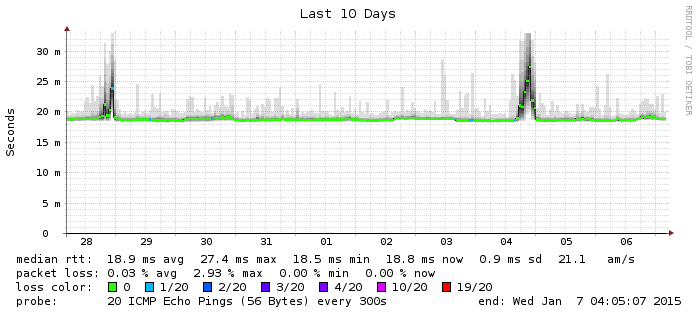 Last 10 Days
RRDTOOL / TOBI OETIKER
Seconds
30 m
25 m
20 m
15 m
10 m
5 m
0
28 29 30 31 01 02 03 04 05 06
median rtt: 18.9 ms avg 27.4 ms max 18.5 ms min 18.8 ms now 0.9 ms sd 21.1 am/s
packet loss: 0.03 % avg 2.93 % max 0.00 % min 0.00 % now
loss color: 0 1/20 2/20 3/20 4/20 10/20 19/20
probe: 20 ICMP Echo Pings (56 Bytes) every 300s end: Wed Jan 7 04:05:07 2015